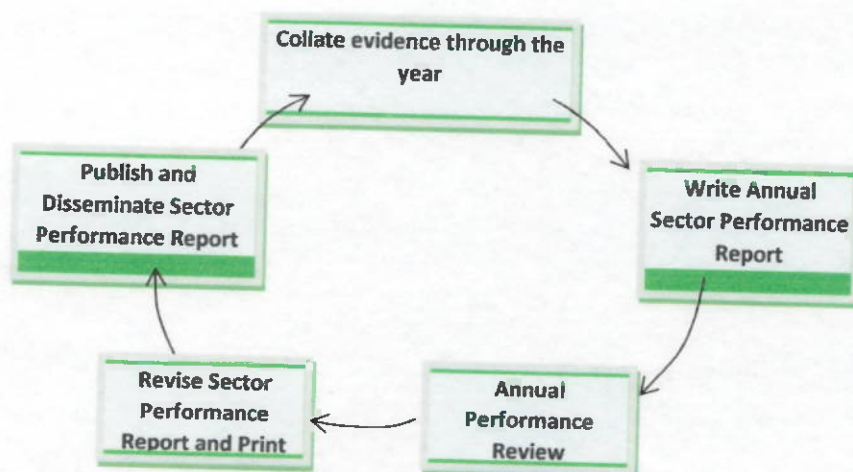 Collate evidence through the
year
Write Annual
Sector Performance
Report
Annual
Performance
Review
Revise Sector
Performance
Report and Print
Publish and
Disseminate Sector
Performance Report